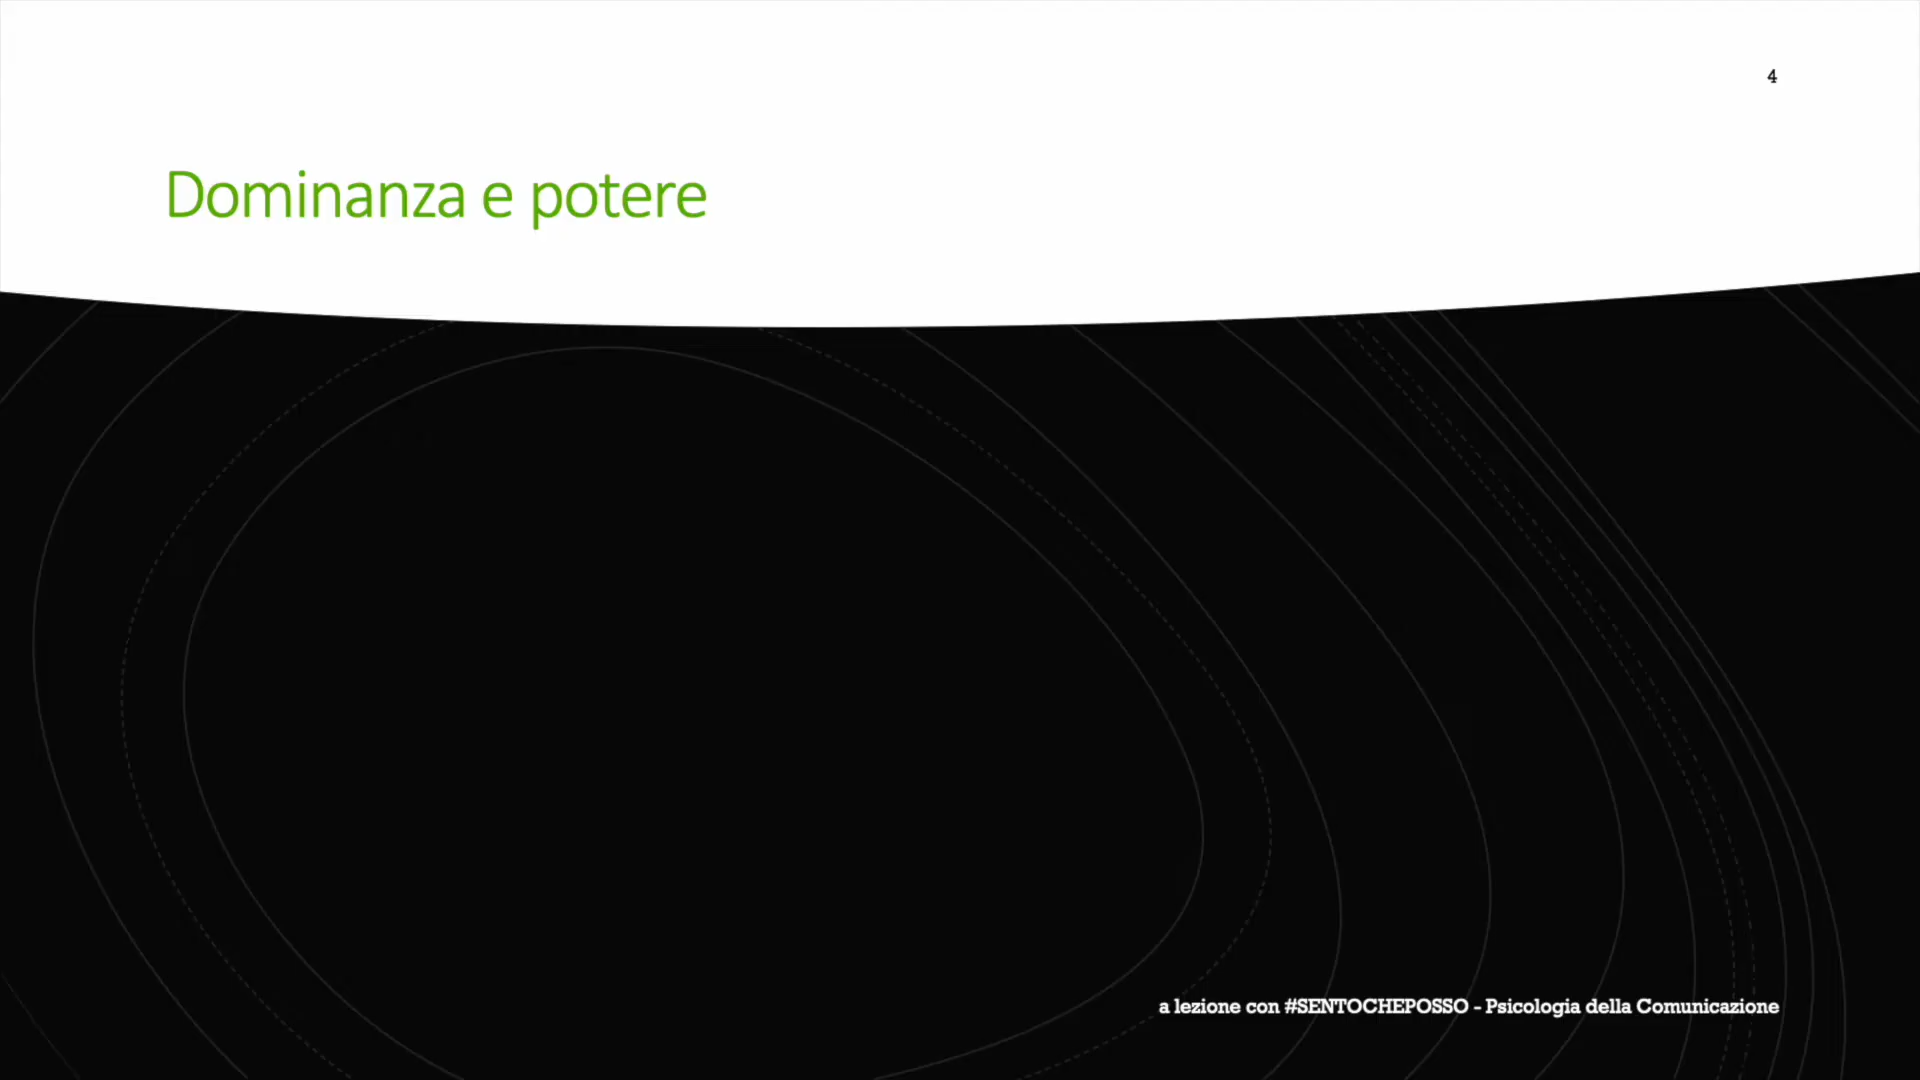 4
Dominanza e potere
a lezione con #SENTOCHEPOSSO - Psicologia della Comunicazione